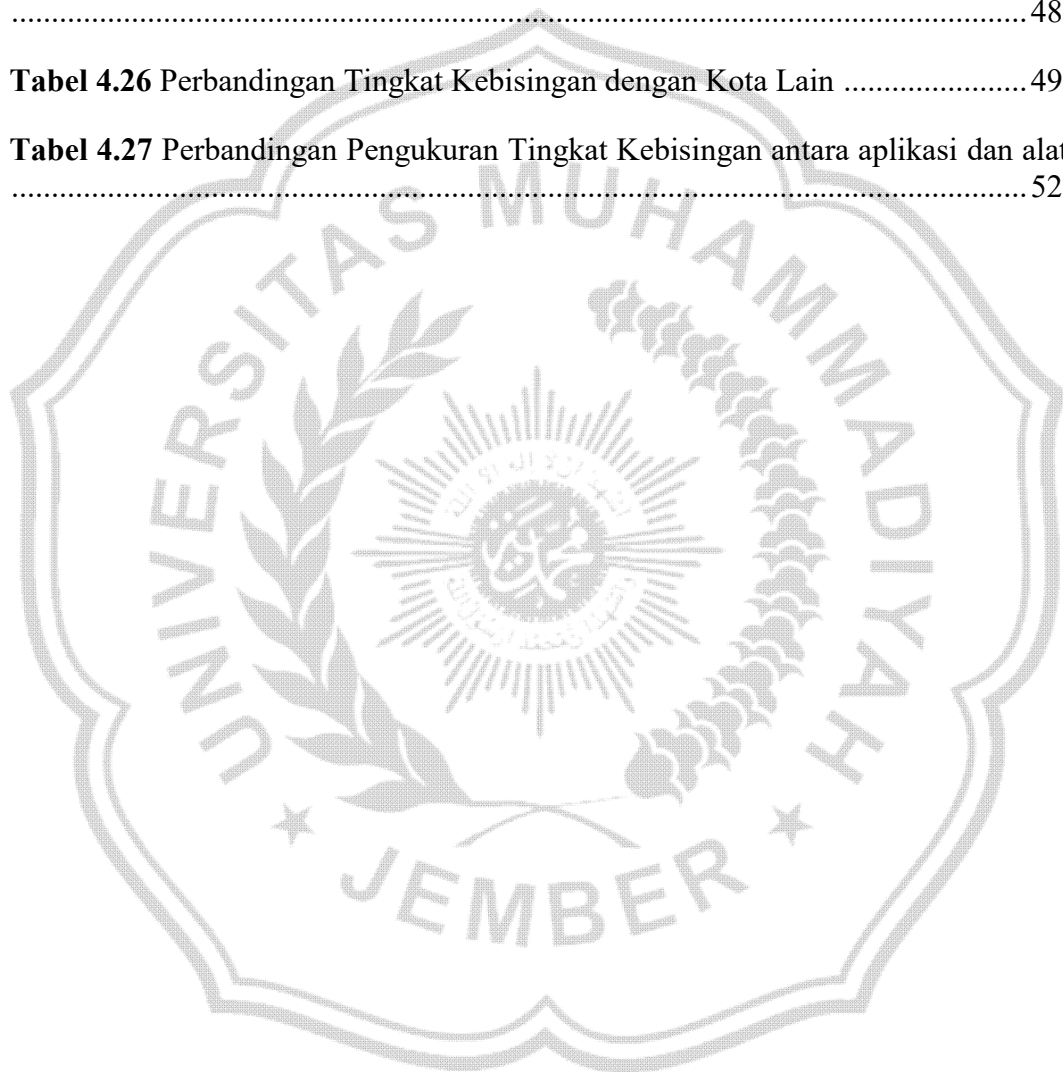 ........................................................................................................ 48
Tabel 4.26 Perbandingan Tingkat Kebisingan dengan Kota Lain ....................... 49
Tabel 4.27 Perbandingan Pengukuran Tingkat Kebisingan antara aplikasi dan alat
........................................................................................................ 52
UNIVERSITAS MUHAMMADIYAH
JEMBER